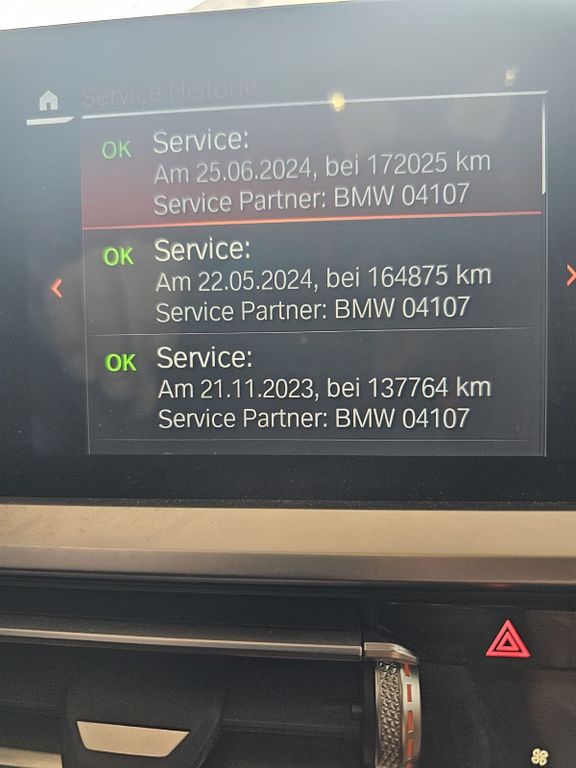 Service Historie
OK Service:
Am 25.06.2024, bei 172025 km
Service Partner: BMW 04107
OK Service:
Am 22.05.2024, bei 164875 km
Service Partner: BMW 04107
OK Service:
Am 21.11.2023, bei 137764 km
Service Partner: BMW 04107